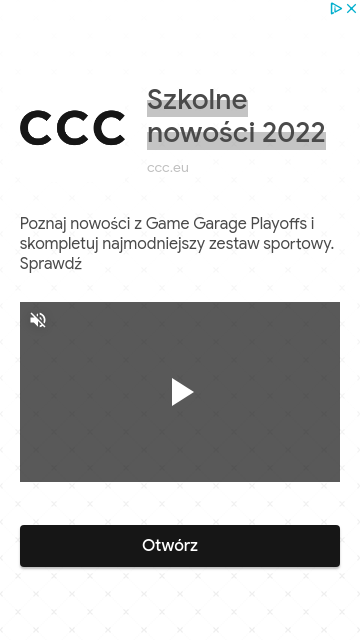 ccc
Szkolne
nowości 2022
ccc.eu
Poznaj nowości z Game Garage Playoffs i
skompletuj najmodniejszy zestaw sportowy.
Sprawdź
Otwórz